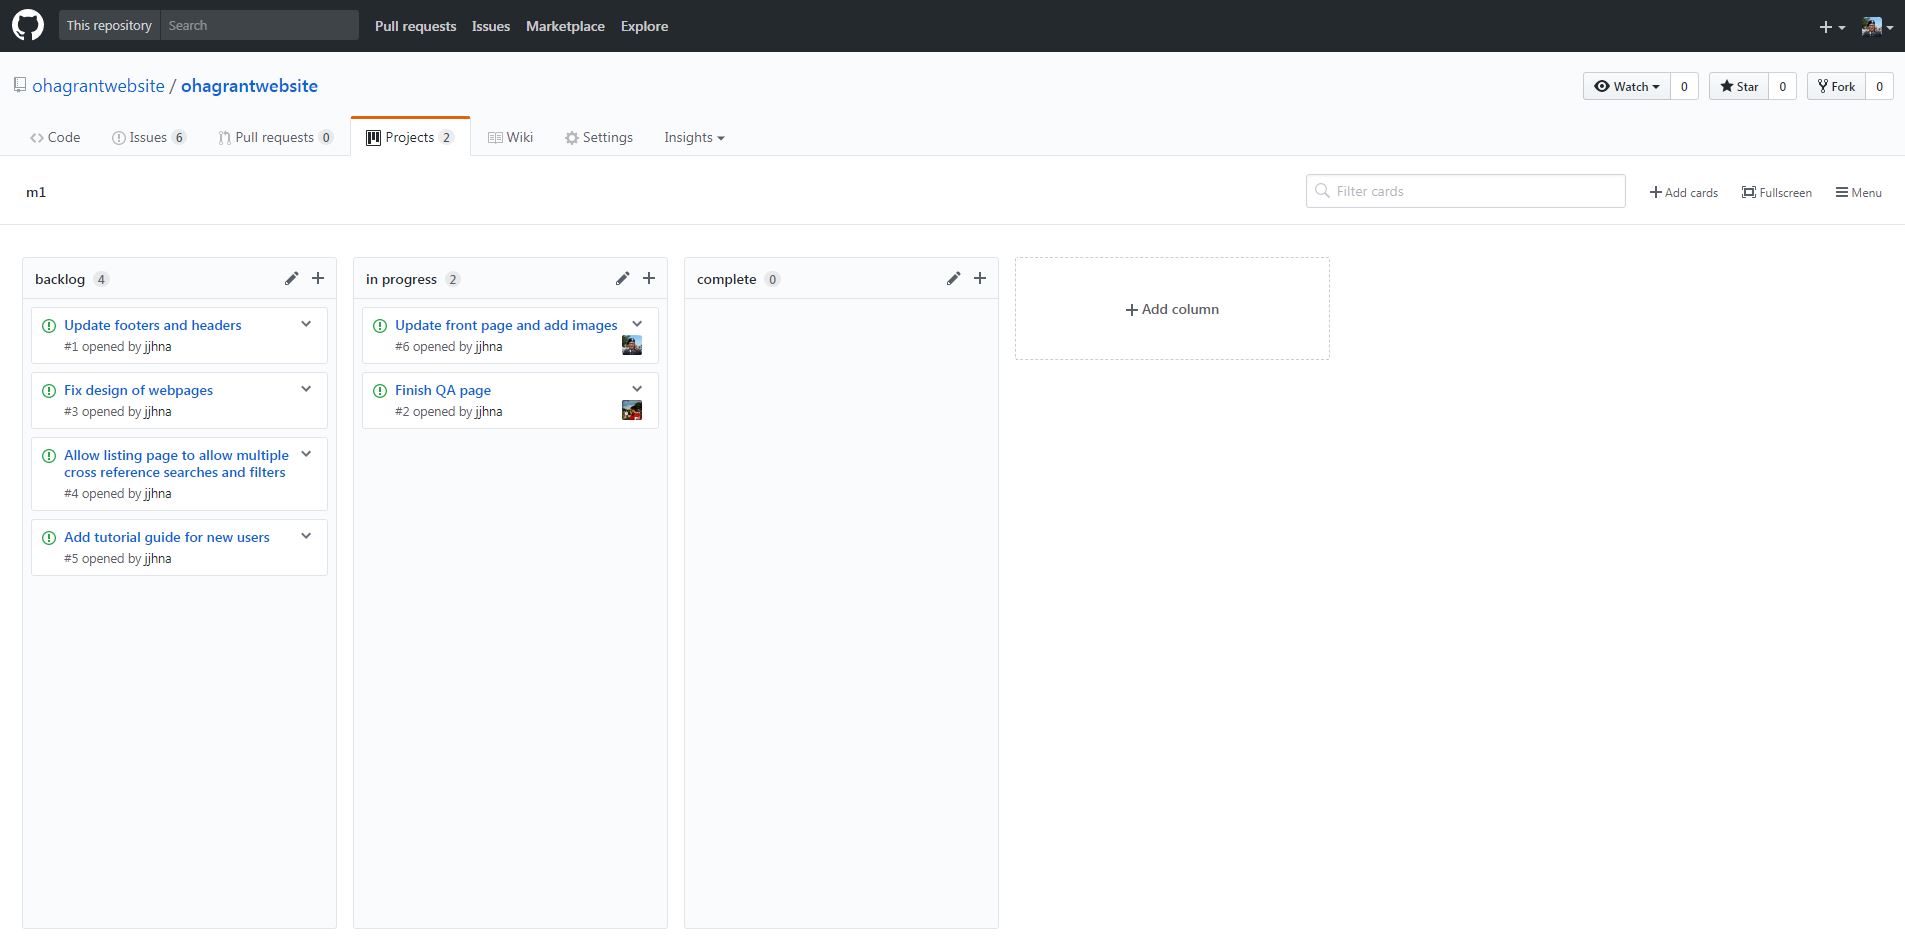 This repository Search Pull requests Issues Marketplace Explore
ohagrantwebsite / ohagrantwebsite Watch 0 Star 0 Fork 0
Code Issues 6 Pull requests 0 Projects 2 Wiki Settings Insights
m1 Filter cards Add cards Fullscreen Menu
backlog 4
Update footers and headers
#1 opened by jjhna
Fix design of webpages
#3 opened by jjhna
Allow listing page to allow multiple
cross reference searches and filters
#4 opened by jjhna
Add tutorial guide for new users
#5 opened by jjhna
in progress 2
Update front page and add images
#6 opened by jjhna
Finish QA page
#2 opened by jjhna
complete 0
Add column